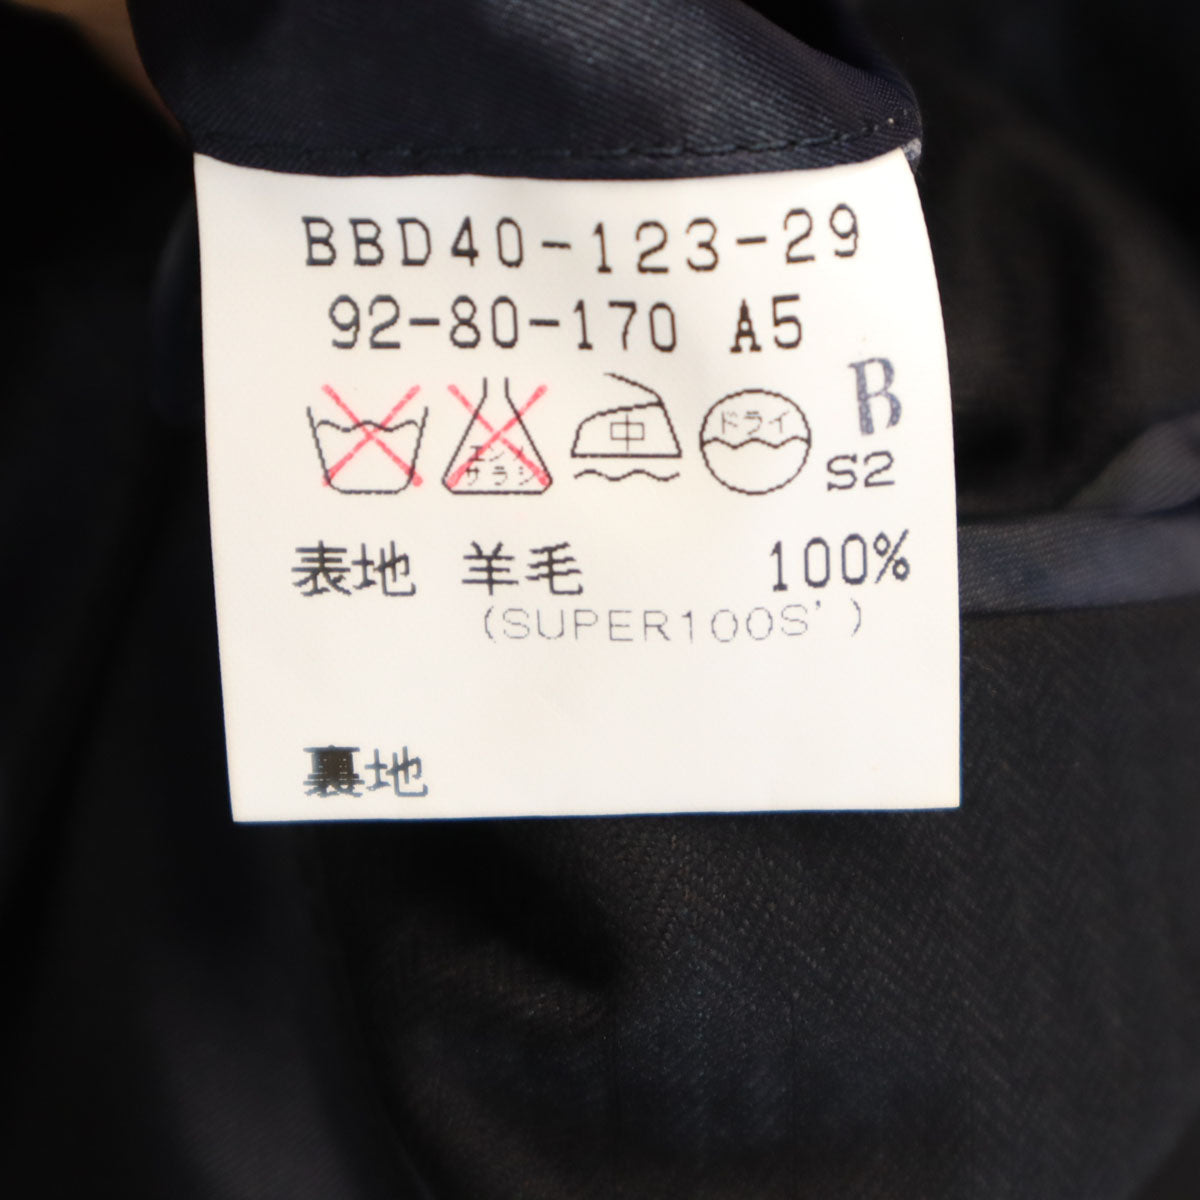 BBD40-123-29
92-80-170 A5
エンソ
サラシ
中
ドライ
B
S2
表地 羊毛 100%
(SUPER100S')
裏地